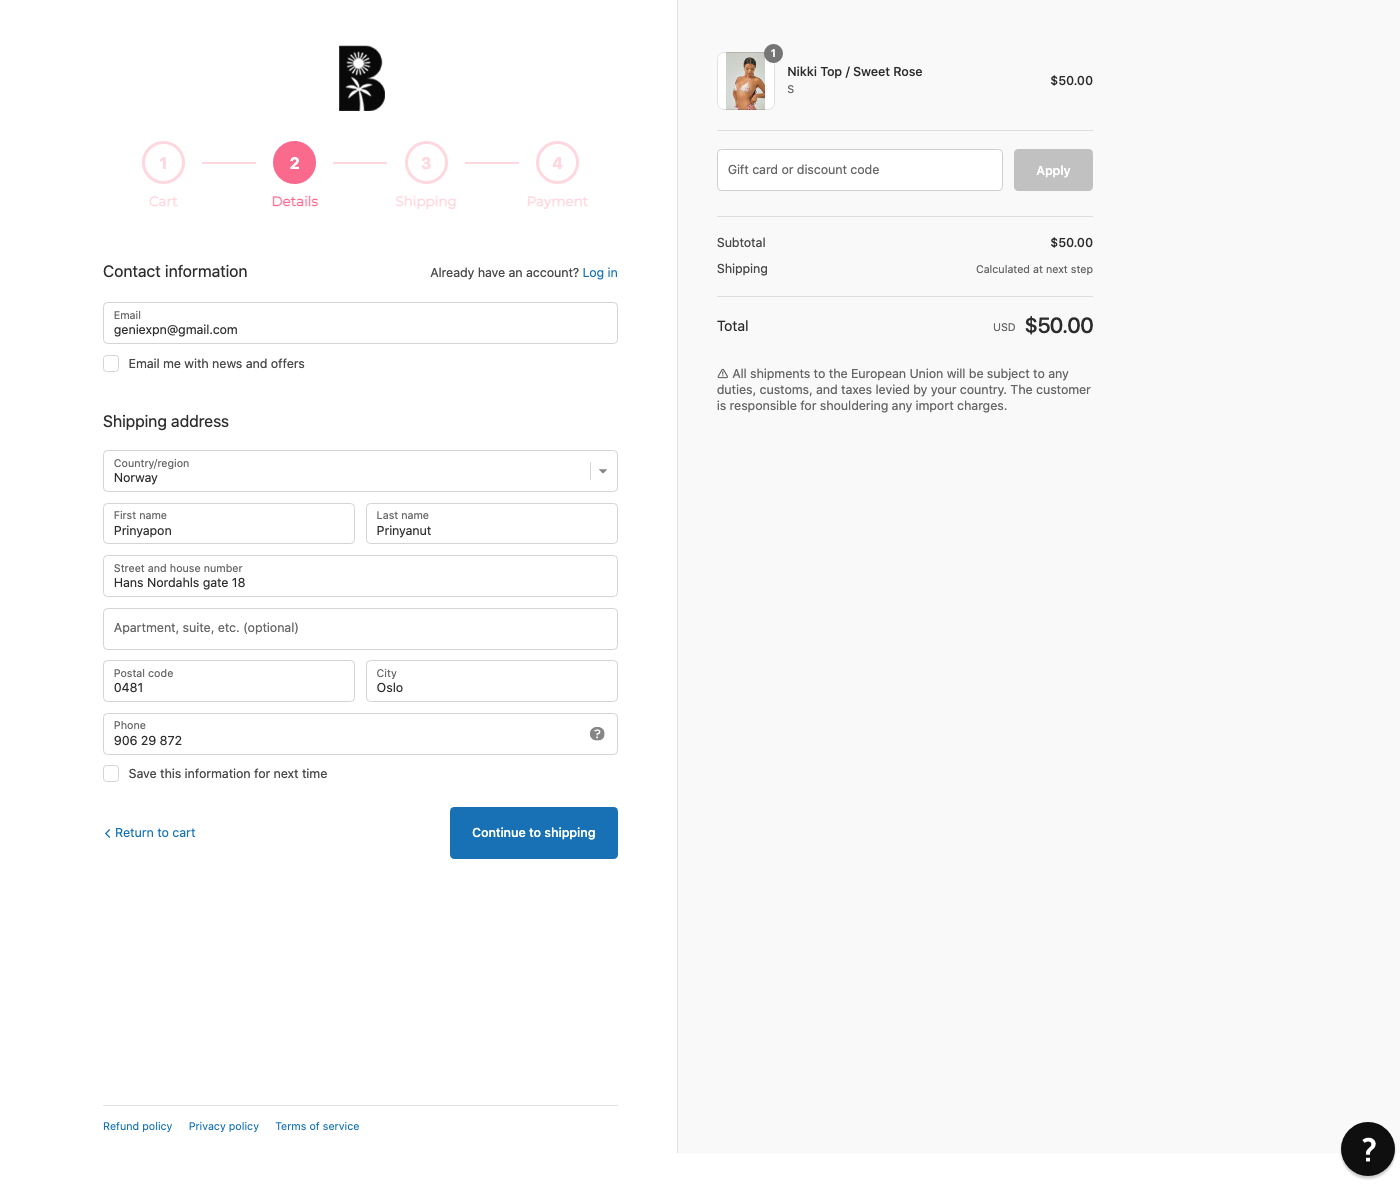 B
1
2
3
4
Cart
Details
Shipping
Payment
Contact information
Already have an account? Log in
Email
geniexpn@gmail.com
Email me with news and offers
Shipping address
Country/region
Norway
First name
Prinyapon
Last name
Prinyanut
Street and house number
Hans Nordahls gate 18
Apartment, suite, etc. (optional)
Postal code
0481
City
Oslo
Phone
906 29 872
?
Save this information for next time
Return to cart
Continue to shipping
Refund policy
Privacy policy
Terms of service
1
Nikki Top / Sweet Rose
S
$50.00
Gift card or discount code
Apply
Subtotal
$50.00
Shipping
Calculated at next step
Total
USD $50.00
⚠ All shipments to the European Union will be subject to any
duties, customs, and taxes levied by your country. The customer
is responsible for shouldering any import charges.
?